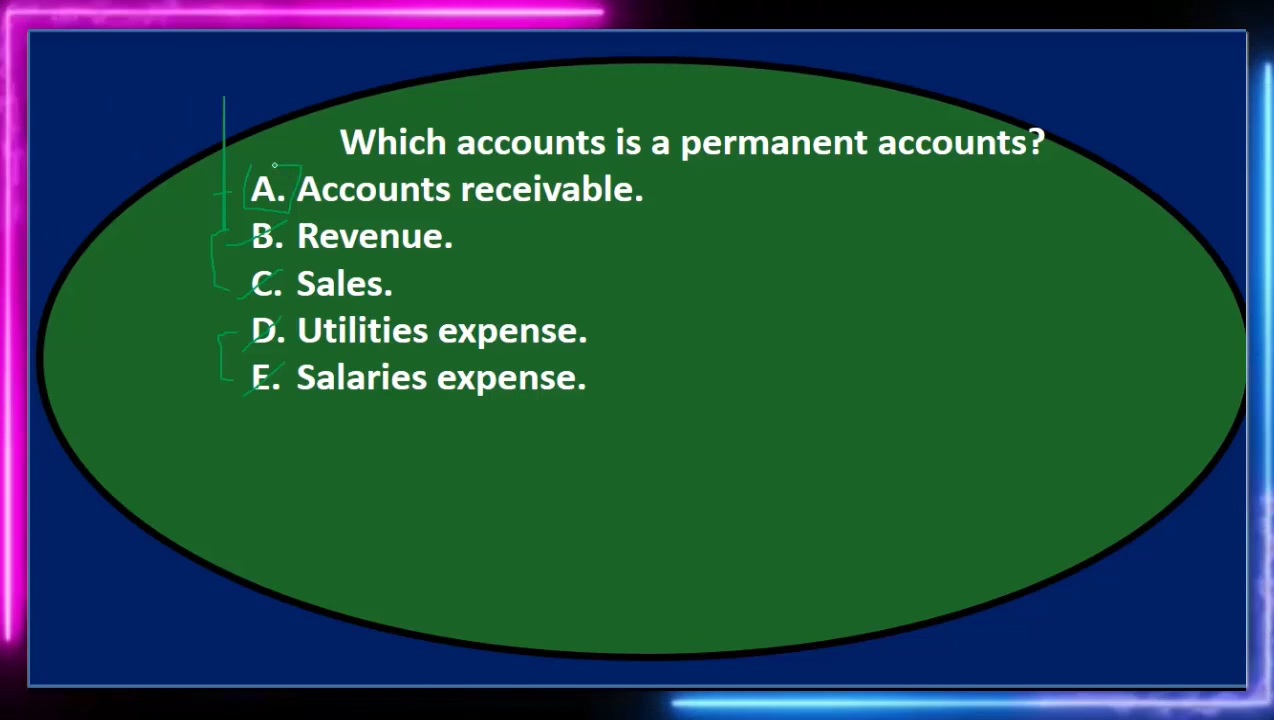 Which accounts is a permanent accounts?
A. Accounts receivable.
B. Revenue.
C. Sales.
D. Utilities expense.
E. Salaries expense.